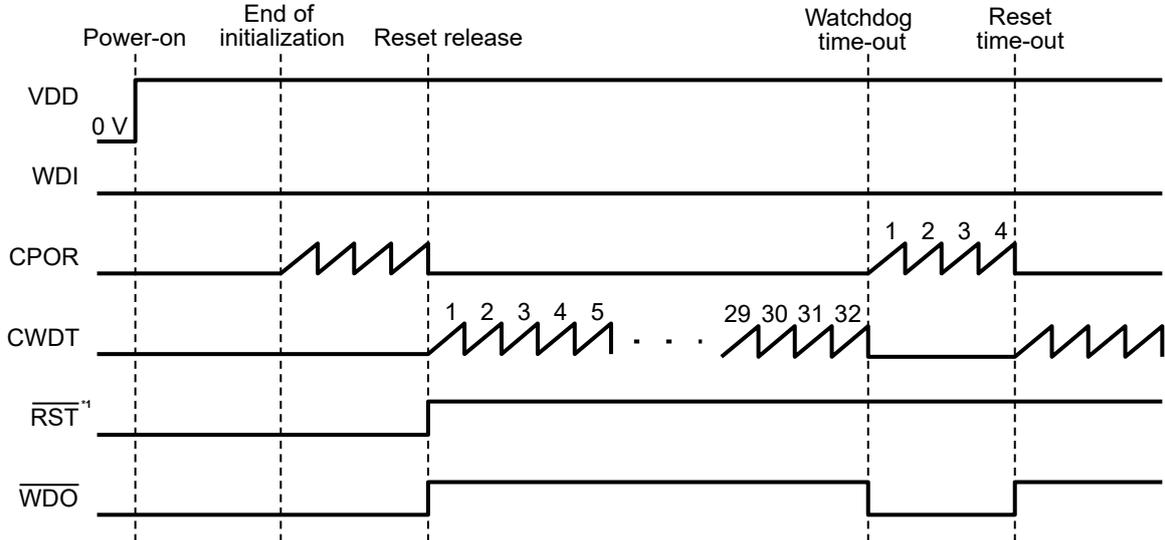 Power-on
End of
initialization
Reset release
Watchdog
time-out
Reset
time-out
VDD
0 V
WDI
CPOR
1 2 3 4
CWDT
1 2 3 4 5 . . . 29 30 31 32
RST*1
WDO